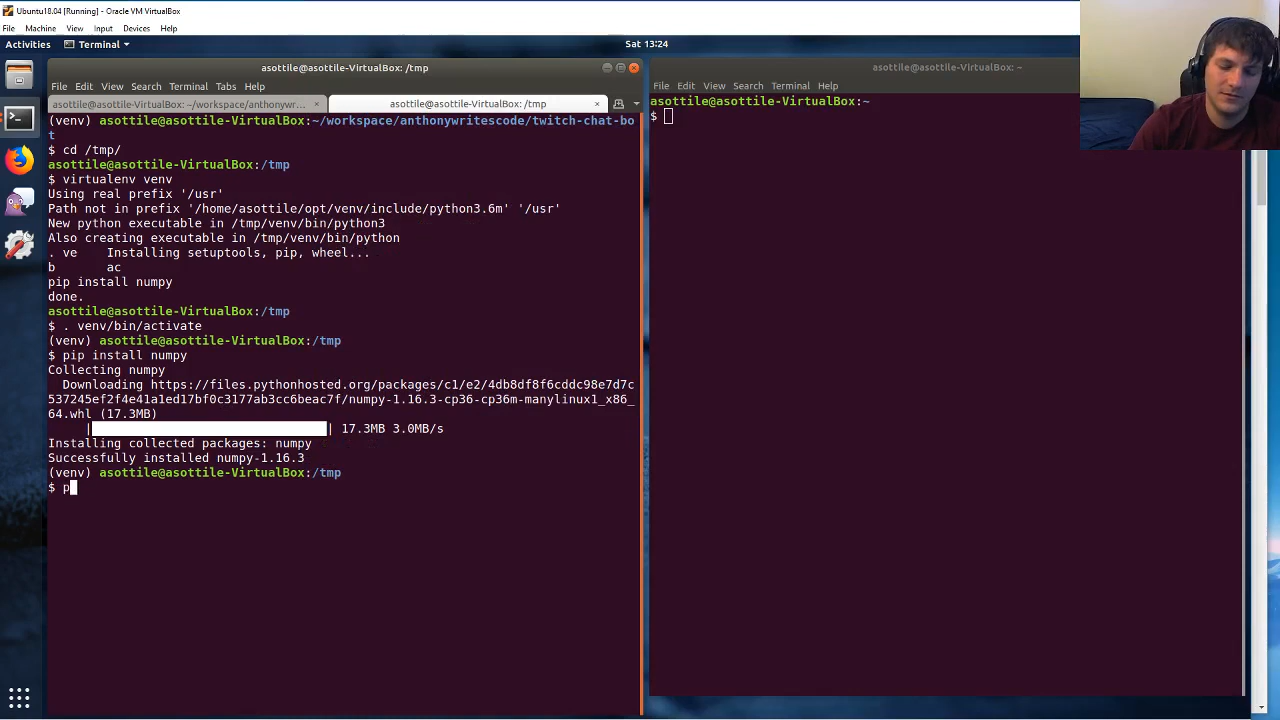 Ubuntu18.04 [Running] - Oracle VM VirtualBox
File Machine View Input Devices Help
Activities Terminal Sat 13:24
asottile@asottile-VirtualBox: /tmp
File Edit View Search Terminal Tabs Help
asottile@asottile-VirtualBox: ~/workspace/anthonywr... × asottile@asottile-VirtualBox: /tmp ×
(venv) asottile@asottile-VirtualBox:~/workspace/anthonywritescode/twitch-chat-bo
t
$ cd /tmp/
asottile@asottile-VirtualBox:/tmp
$ virtualenv venv
Using real prefix '/usr'
Path not in prefix '/home/asottile/opt/venv/include/python3.6m' '/usr'
New python executable in /tmp/venv/bin/python3
Also creating executable in /tmp/venv/bin/python
. ve    Installing setuptools, pip, wheel...
b       ac
pip install numpy
done.
asottile@asottile-VirtualBox:/tmp
$ . venv/bin/activate
(venv) asottile@asottile-VirtualBox:/tmp
$ pip install numpy
Collecting numpy
  Downloading https://files.pythonhosted.org/packages/c1/e2/4db8df8f6cddc98e7d7c
537245ef2f4e41a1ed17bf0c3177ab3cc6beac7f/numpy-1.16.3-cp36-cp36m-manylinux1_x86_
64.whl (17.3MB)
| | 17.3MB 3.0MB/s
Installing collected packages: numpy
Successfully installed numpy-1.16.3
(venv) asottile@asottile-VirtualBox:/tmp
$ p
asottile@asottile-VirtualBox: ~
File Edit View Search Terminal Help
asottile@asottile-VirtualBox:~
$